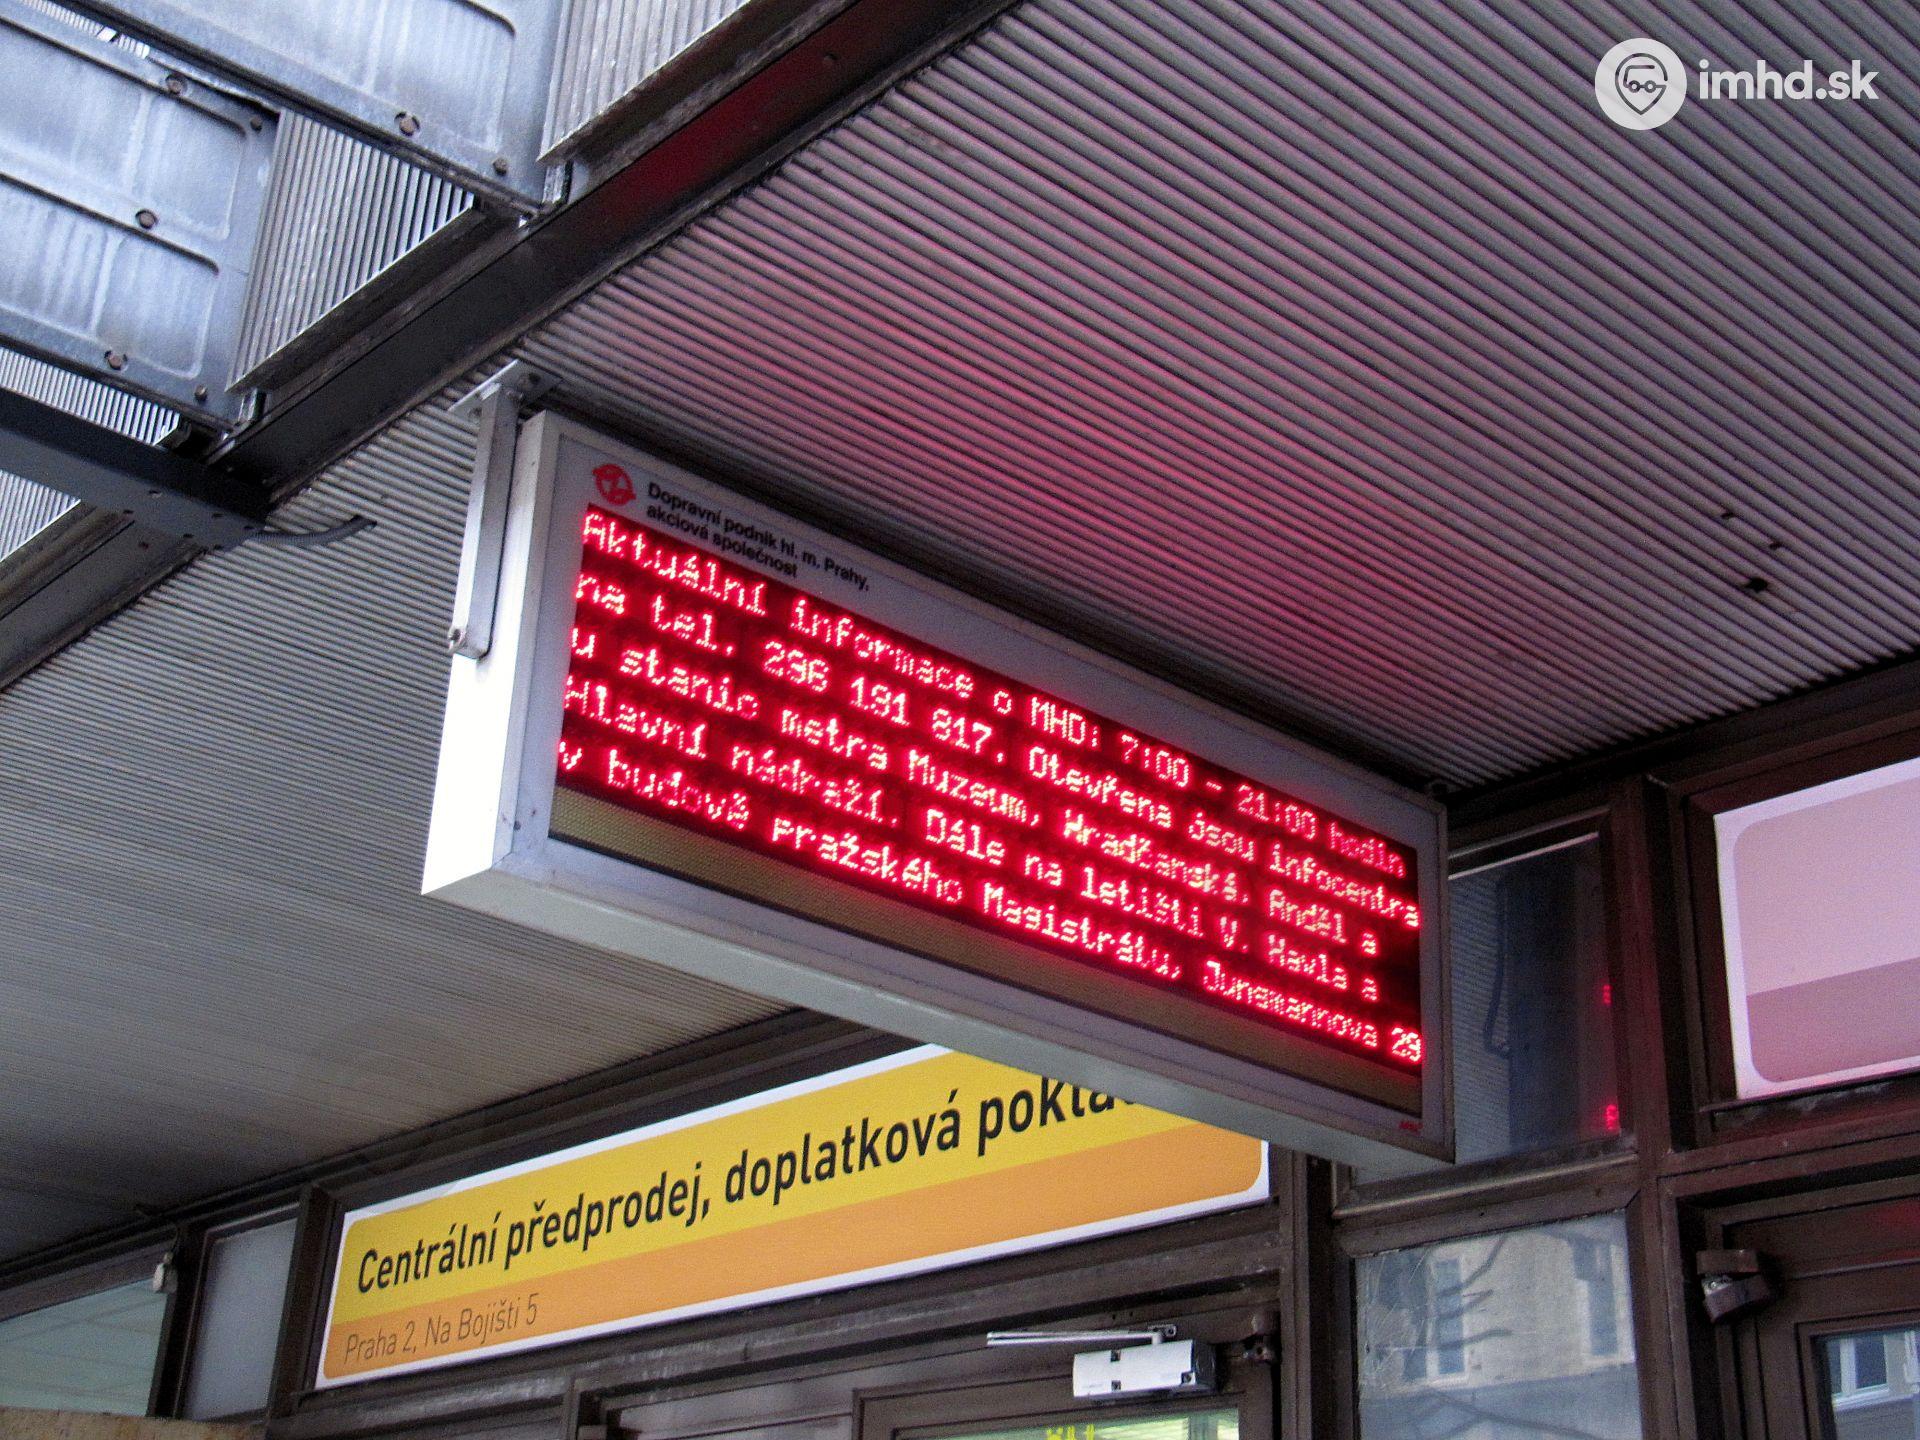 imhd.sk
Dopravní podnik hl. m. Prahy,
akciová společnost
Aktuální informace o MHD: 7:00 - 21:00 hodin
na tel. 296 191 817. Otevřena jsou infocentra
u stanic metra Muzeum, Hradčanská, Anděl a
Hlavní nádraží. Dále na letišti V. Havla a
v budově Pražského Magistrátu, Jungmannova 29
Centrální předprodej, doplatková
Praha 2, Na Bojišti 5